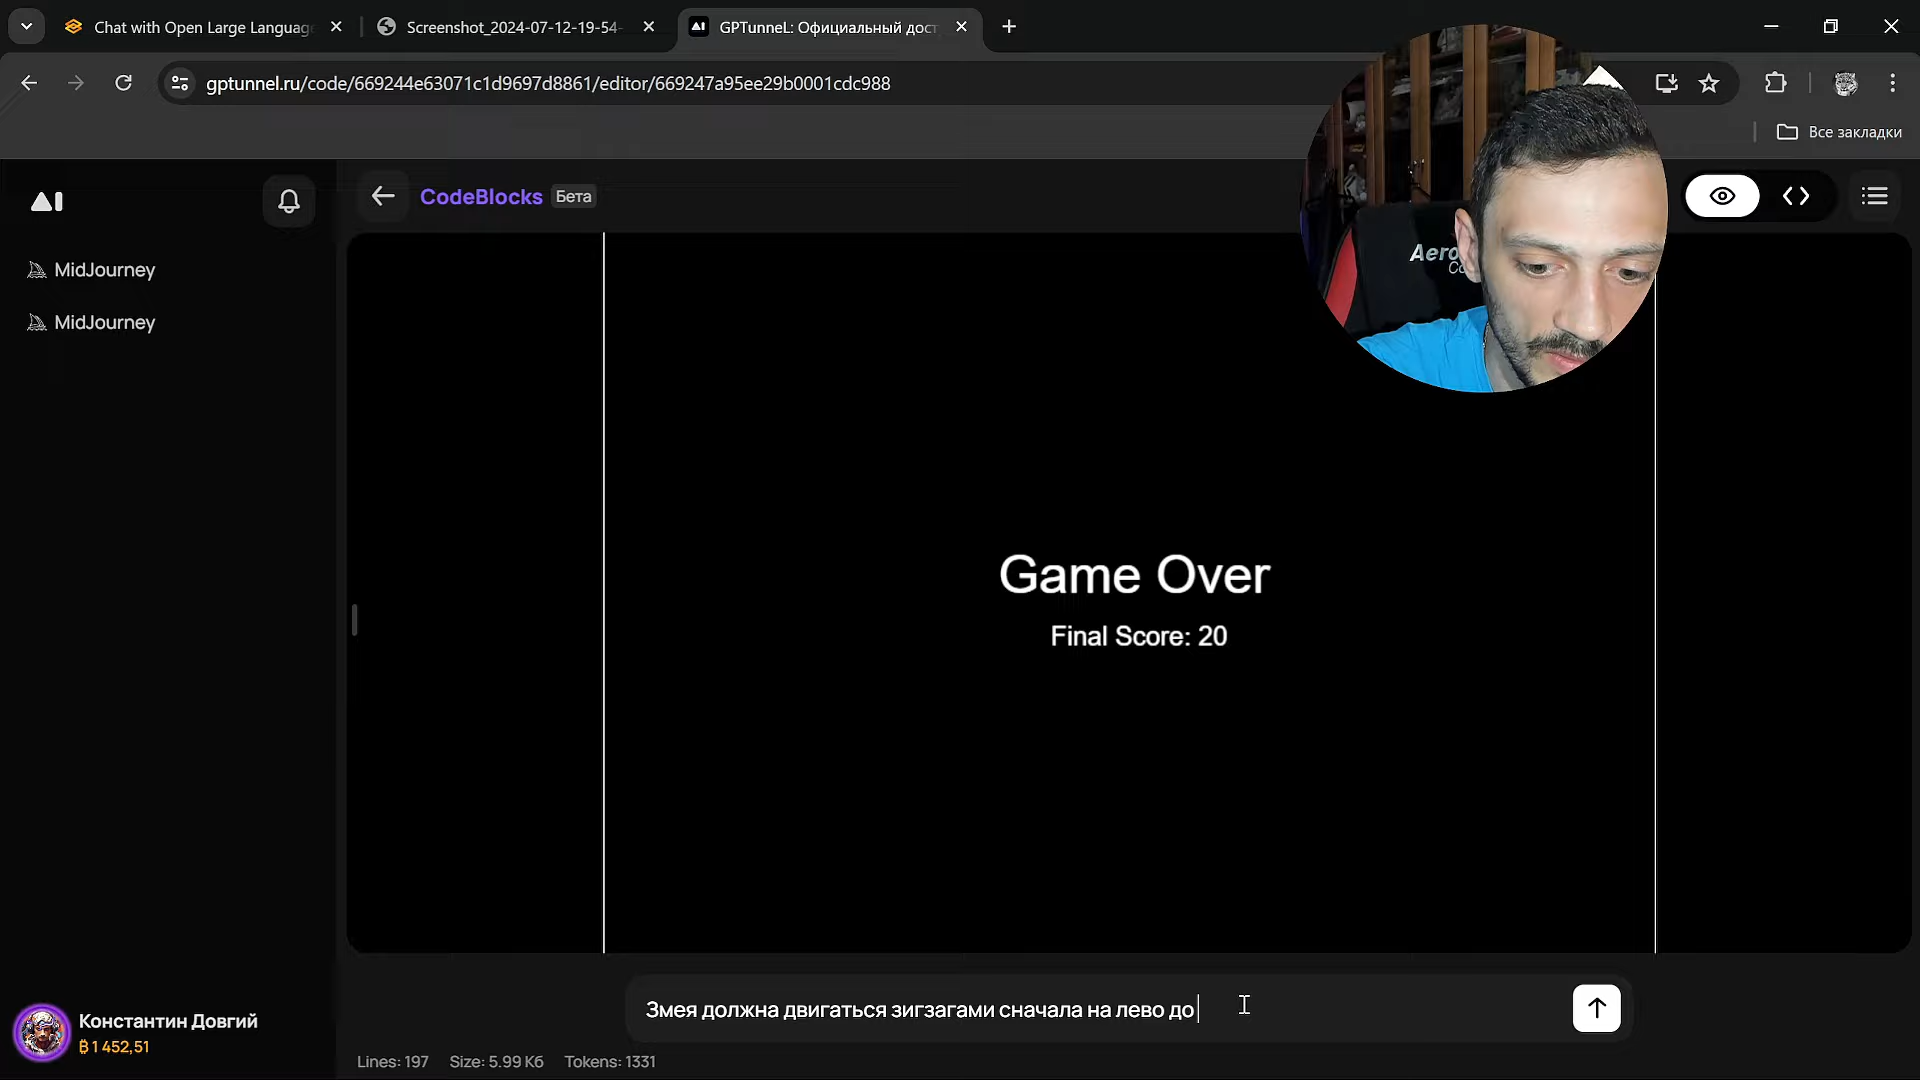 Chat with Open Large Languag
Screenshot_2024-07-12-19-54-
GPTunneL: Официальный дост
gptunnel.ru/code/669244e63071c1d9697d8861/editor/669247a95ee29b0001cdc988
Все закладки
CodeBlocks
Бета
MidJourney
MidJourney
Aero
Co
Game Over
Final Score: 20
Змея должна двигаться зигзагами сначала на лево до
Константин Довгий
฿ 1 452,51
Lines: 197 Size: 5.99 Кб Tokens: 1331